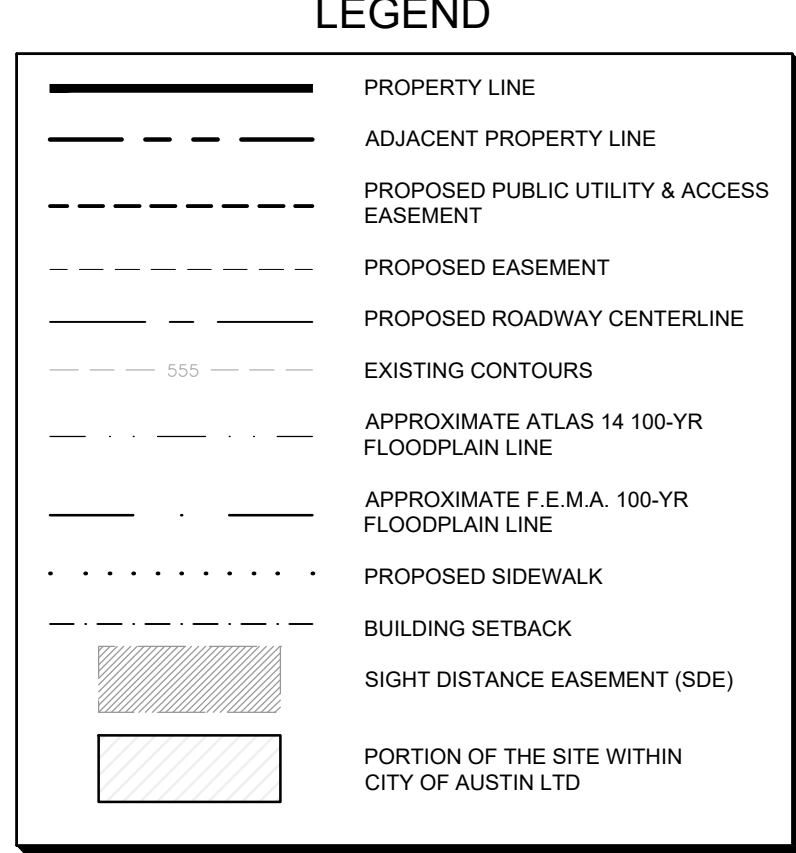 LEGEND
PROPERTY LINE
ADJACENT PROPERTY LINE
PROPOSED PUBLIC UTILITY & ACCESS
EASEMENT
PROPOSED EASEMENT
PROPOSED ROADWAY CENTERLINE
555
EXISTING CONTOURS
APPROXIMATE ATLAS 14 100-YR
FLOODPLAIN LINE
APPROXIMATE F.E.M.A. 100-YR
FLOODPLAIN LINE
PROPOSED SIDEWALK
BUILDING SETBACK
SIGHT DISTANCE EASEMENT (SDE)
PORTION OF THE SITE WITHIN
CITY OF AUSTIN LTD